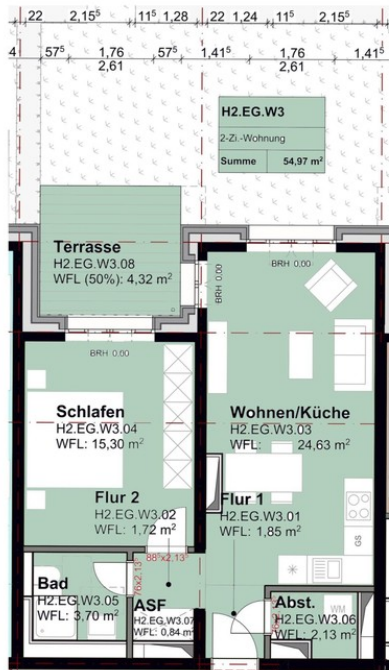 22 2,15⁵ 11⁵ 1,28 22 1,24 11⁵ 2,15⁵
4 57⁵ 1,76 57⁵ 1,41⁵ 1,76 1,41⁵
2,61 2,61
H2.EG.W3
2-Zi.-Wohnung
Summe 54,97 m²
Terrasse
H2.EG.W3.08
WFL (50%): 4,32 m²
BRH 0.00
BRH 0.00
BRH 0.00
Schlafen
H2.EG.W3.04
WFL: 15,30 m²
Wohnen/Küche
H2.EG.W3.03
WFL: 24,63 m²
Flur 2
H2.EG.W3.02
WFL: 1,72 m²
Flur 1
H2.EG.W3.01
WFL: 1,85 m²
GS
88⁵x2,13⁵
76x2,13⁵
Bad
H2.EG.W3.05
WFL: 3,70 m²
ASF
H2.EG.W3.07
WFL: 0,84 m²
Abst.
H2.EG.W3.06
WFL: 2,13 m²
WM